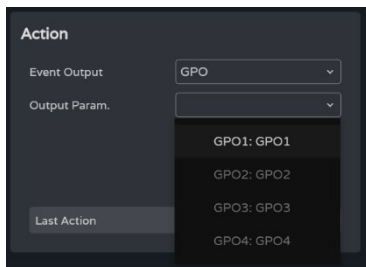 Action
Event Output
GPO
Output Param.
GPO1: GPO1
GPO2: GPO2
GPO3: GPO3
Last Action
GPO4: GPO4